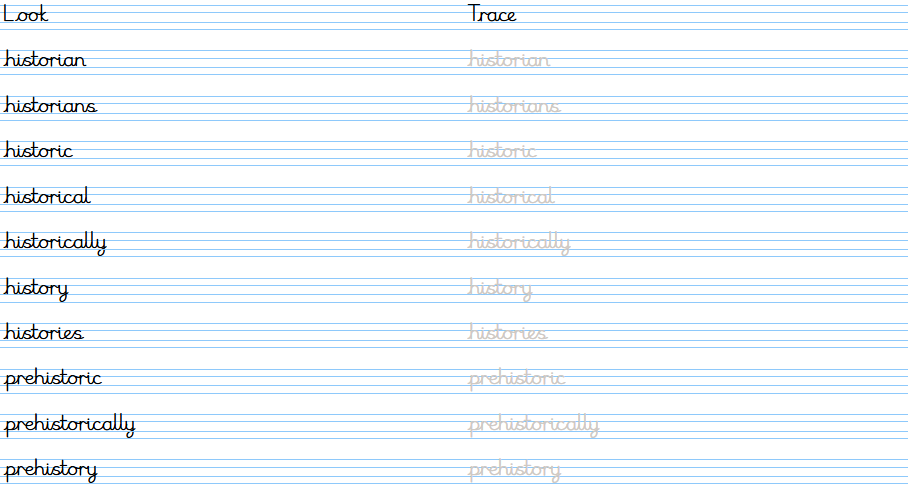 Look Trace
historian historian
historians historians
historic historic
historical historical
historically historically
history history
histories histories
prehistoric prehistoric
prehistorically prehistorically
prehistory prehistory